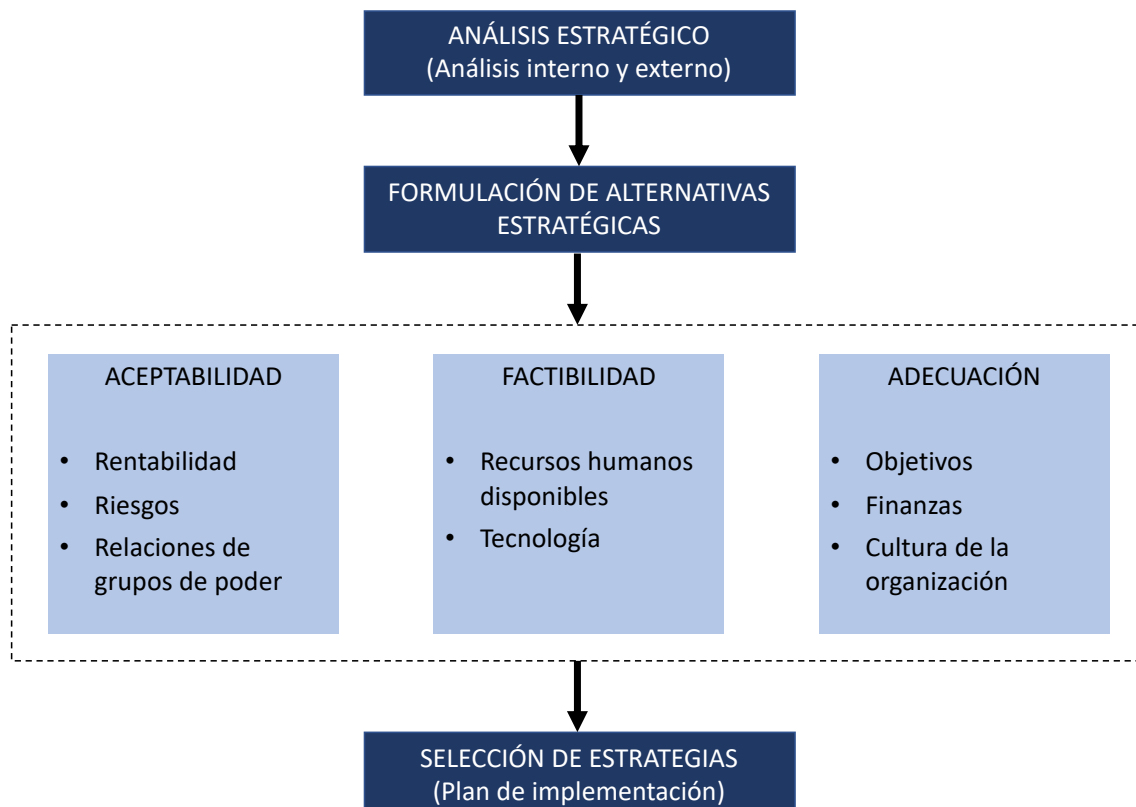 ANÁLISIS ESTRATÉGICO
(Análisis interno y externo)
FORMULACIÓN DE ALTERNATIVAS
ESTRATÉGICAS
ACEPTABILIDAD
• Rentabilidad
• Riesgos
• Relaciones de
grupos de poder
FACTIBILIDAD
• Recursos humanos
disponibles
• Tecnología
ADECUACIÓN
• Objetivos
• Finanzas
• Cultura de la
organización
SELECCIÓN DE ESTRATEGIAS
(Plan de implementación)